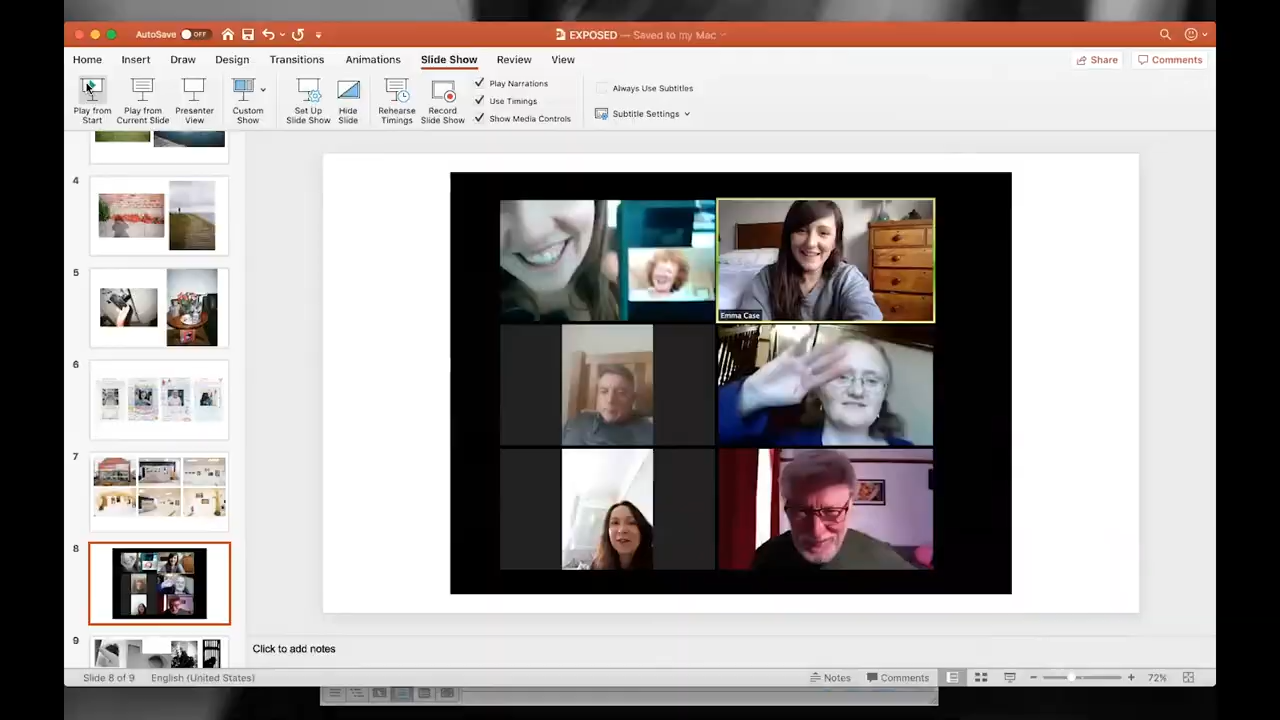 AutoSave OFF EXPOSED — Saved to my Mac
Home Insert Draw Design Transitions Animations Slide Show Review View Share Comments
Play from Start
Play from Current Slide
Presenter View
Custom Show
Set Up Slide Show
Hide Slide
Rehearse Timings
Record Slide Show
Play Narrations
Use Timings
Show Media Controls
Always Use Subtitles
Subtitle Settings
4
5
6
7
8
9
Emma Case
Click to add notes
Slide 8 of 9 English (United States) Notes Comments 72%